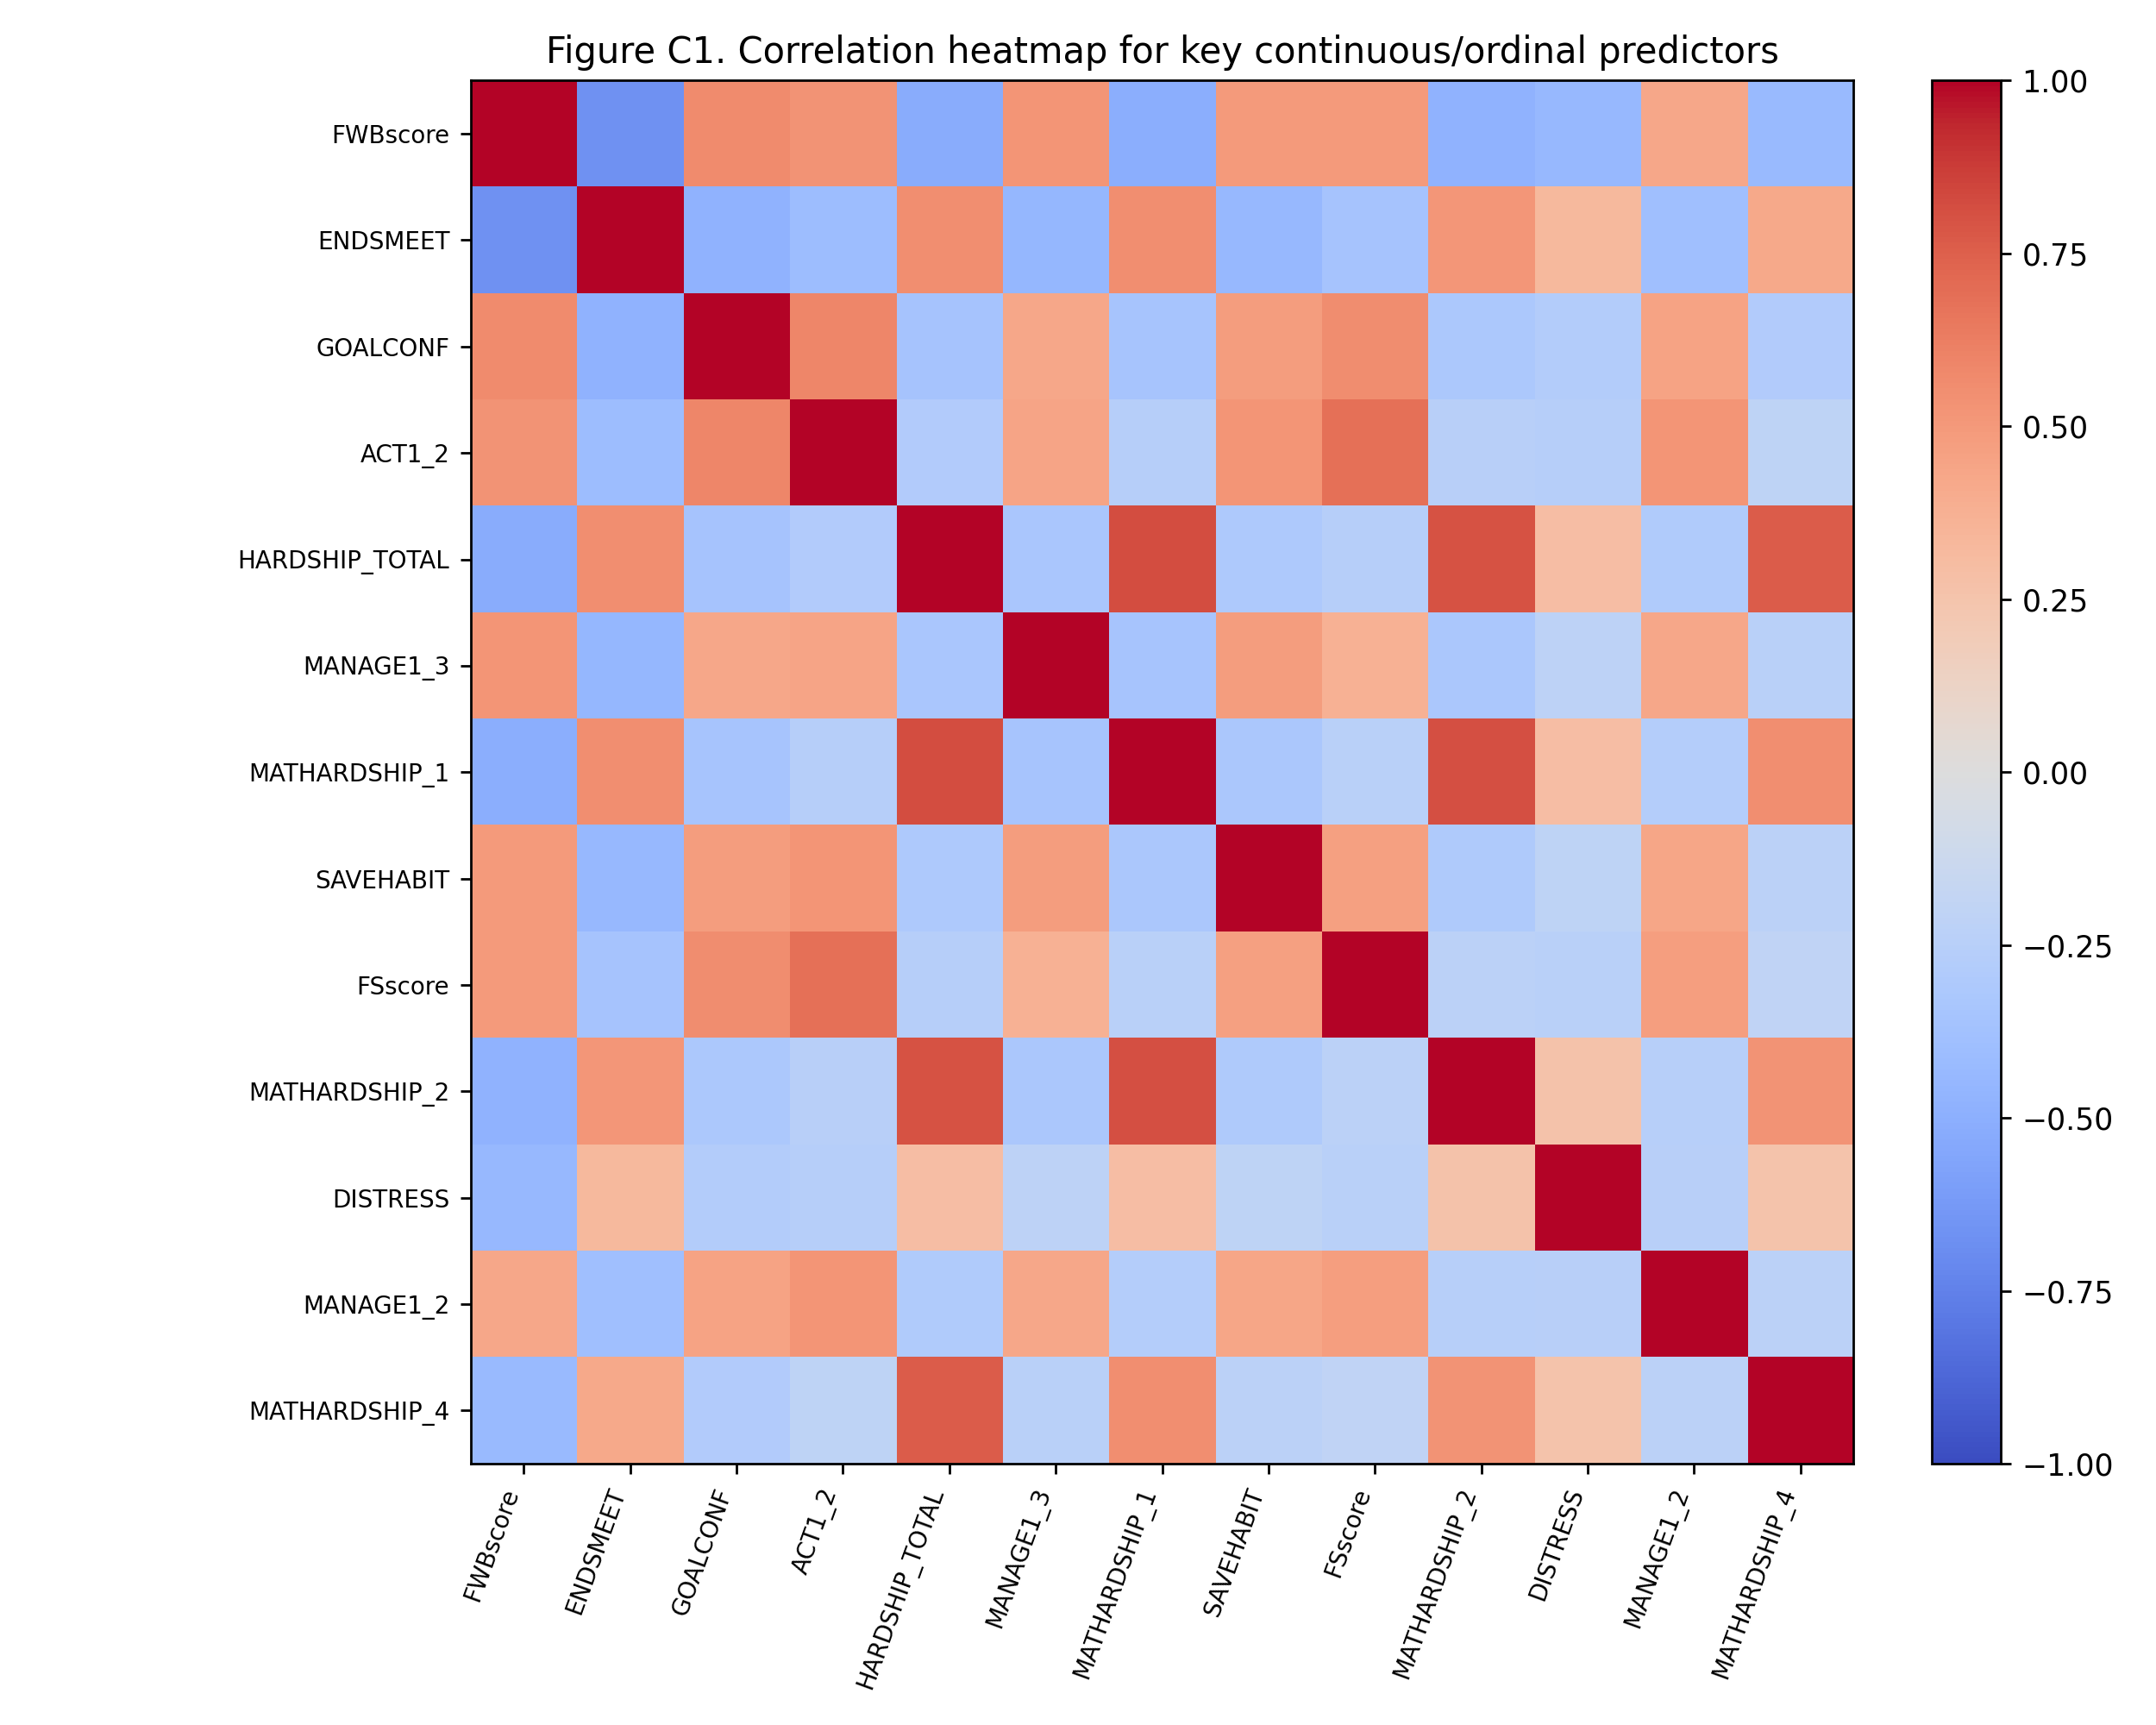 Figure C1. Correlation heatmap for key continuous/ordinal predictors
FWBscore
ENDSMEET
GOALCONF
ACT1_2
HARDSHIP_TOTAL
MANAGE1_3
MATHARDSHIP_1
SAVEHABIT
FSscore
MATHARDSHIP_2
DISTRESS
MANAGE1_2
MATHARDSHIP_4
FWBscore
ENDSMEET
GOALCONF
ACT1_2
HARDSHIP_TOTAL
MANAGE1_3
MATHARDSHIP_1
SAVEHABIT
FSscore
MATHARDSHIP_2
DISTRESS
MANAGE1_2
MATHARDSHIP_4
1.00
0.75
0.50
0.25
0.00
−0.25
−0.50
−0.75
−1.00